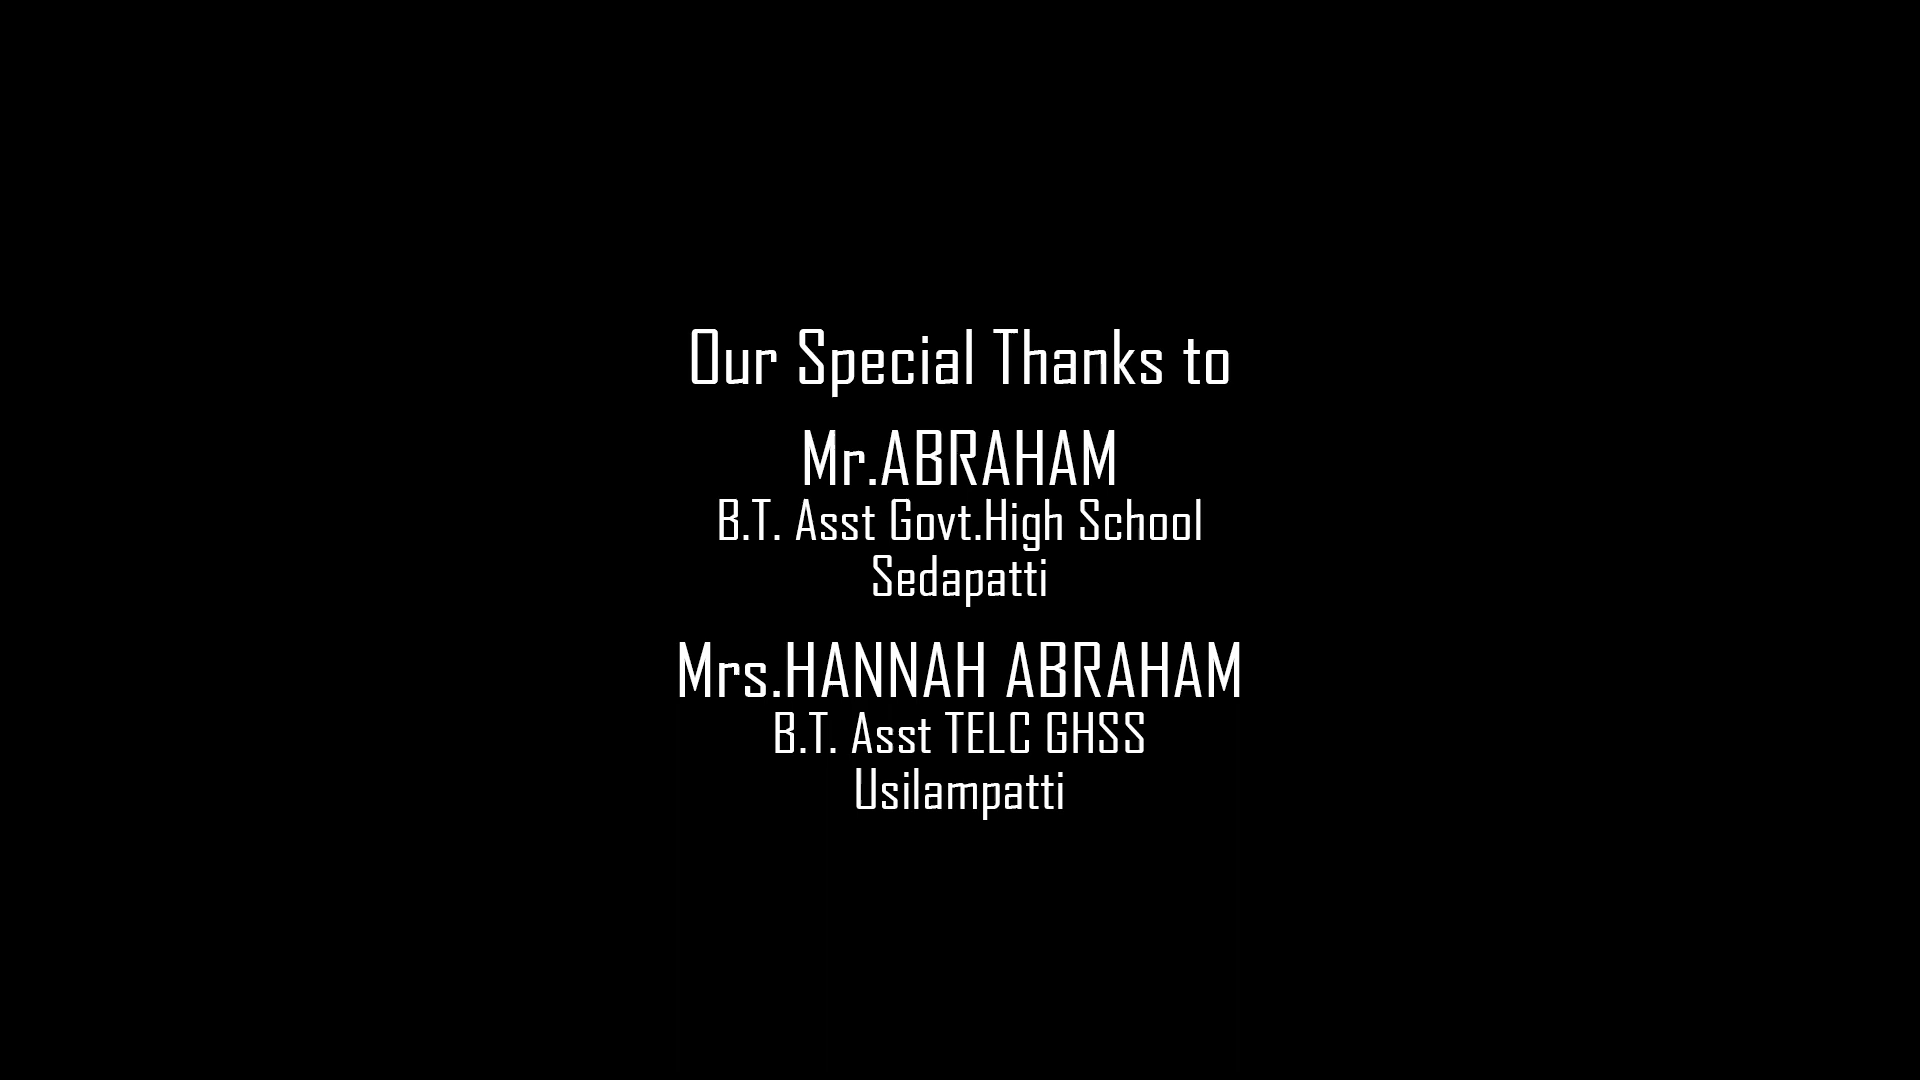 Our Special Thanks to
Mr.ABRAHAM
B.T. Asst Govt.High School
Sedapatti
Mrs.HANNAH ABRAHAM
B.T. Asst TELC GHSS
Usilampatti